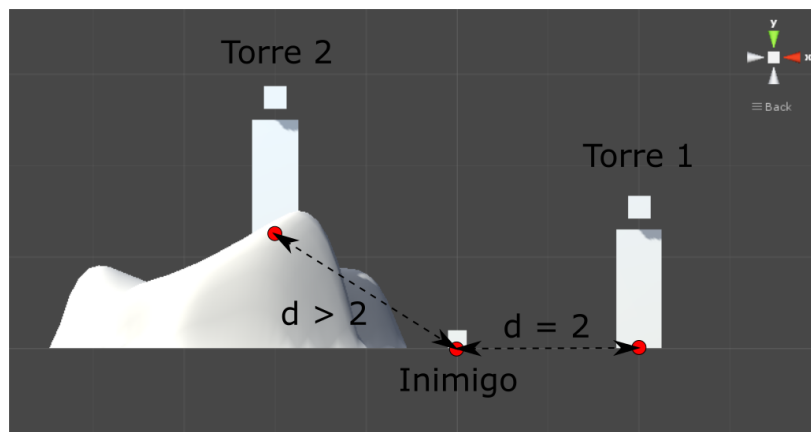 Torre 2
y
x
Back
Torre 1
d > 2
d = 2
Inimigo